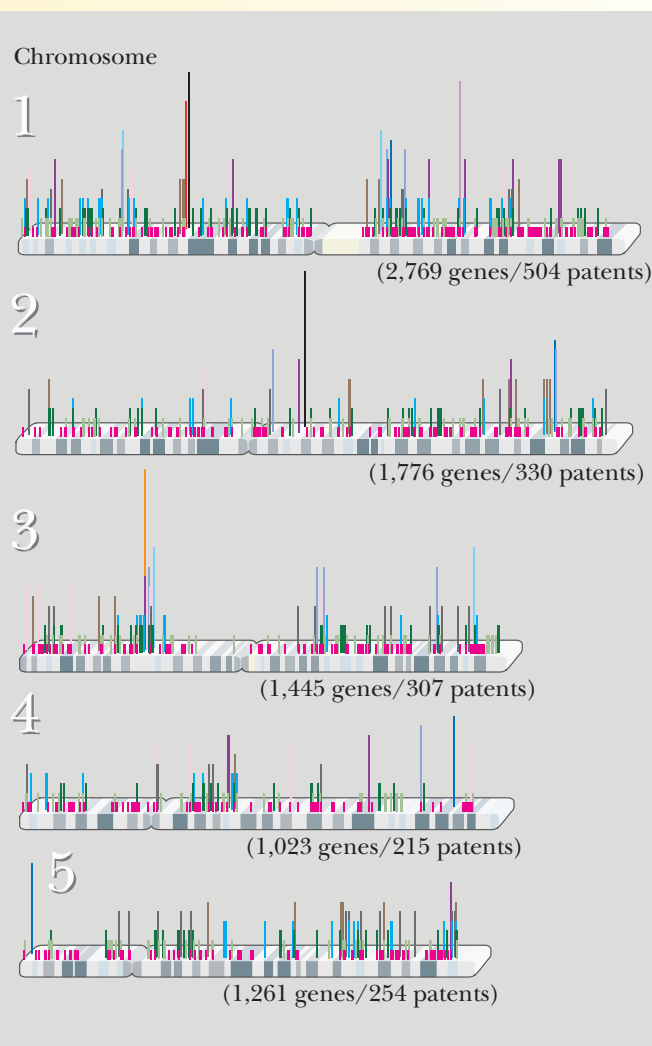 Chromosome
1
(2,769 genes/504 patents)
2
(1,776 genes/330 patents)
3
(1,445 genes/307 patents)
4
(1,023 genes/215 patents)
5
(1,261 genes/254 patents)